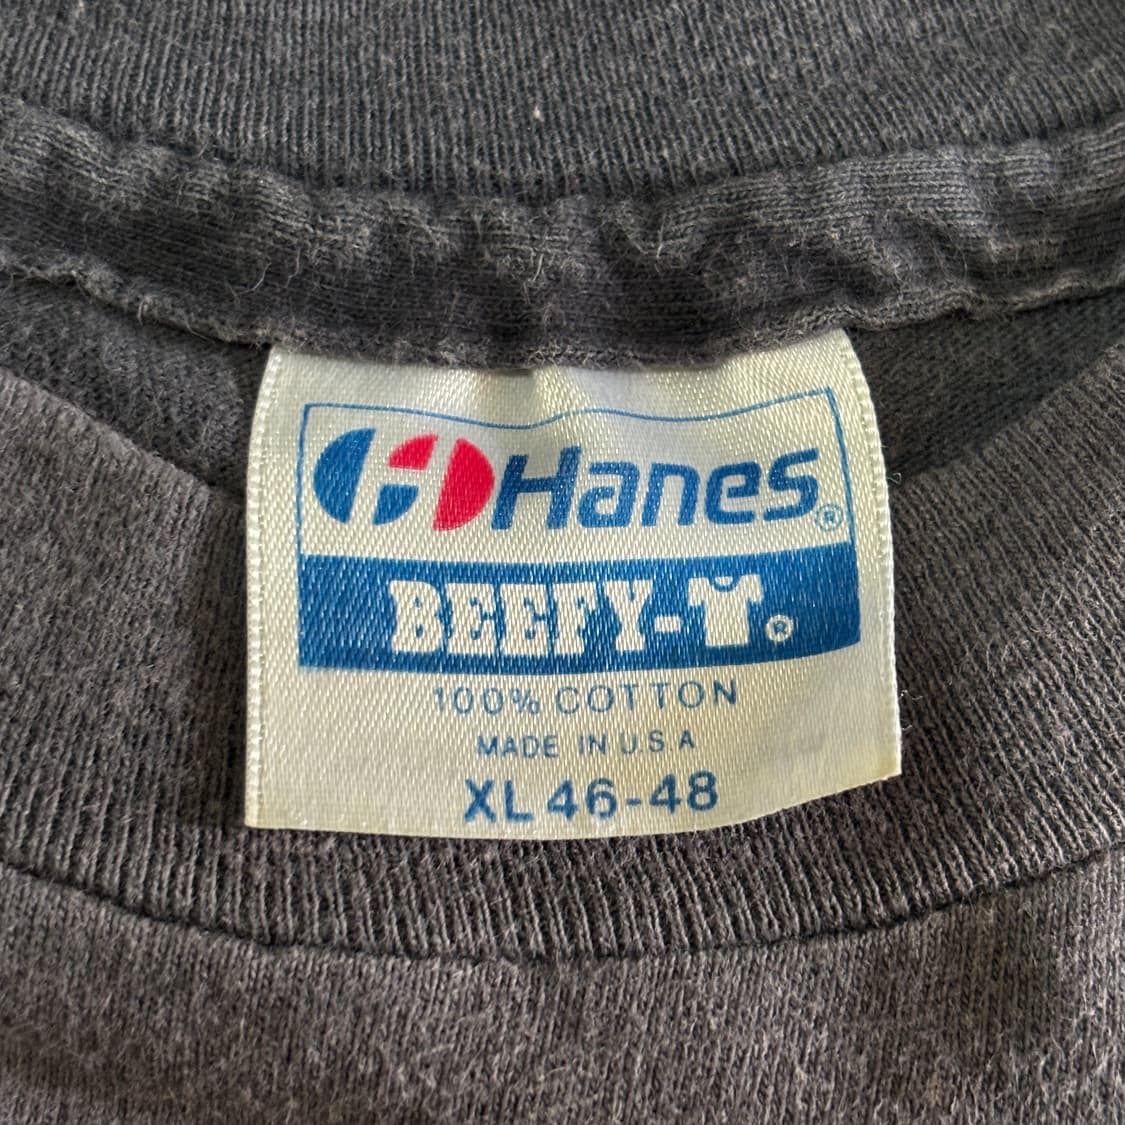 Hanes®
BEEFY-T®
100% COTTON
MADE IN U.S.A
XL 46-48